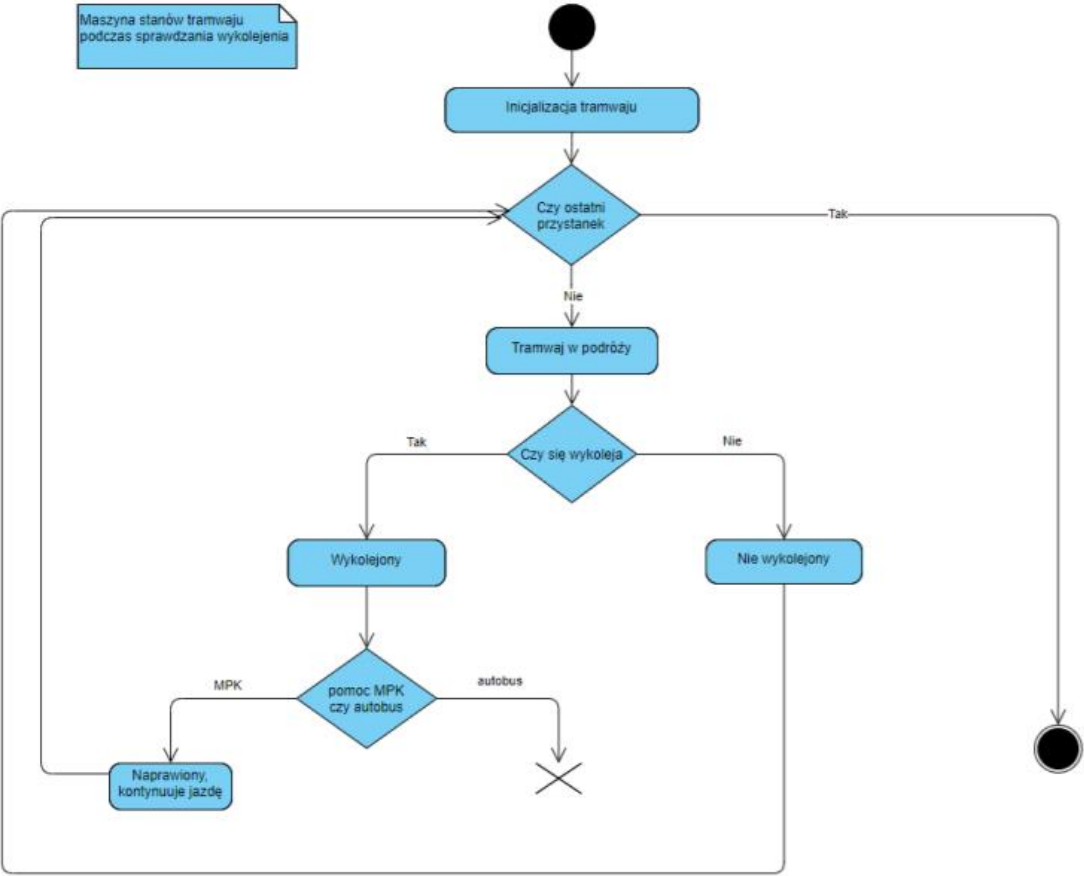 Maszyna stanów tramwaju
podczas sprawdzania wykolejenia
Inicjalizacja tramwaju
Czy ostatni
przystanek
Tak
Nie
Tramwaj w podróży
Czy się wykoleja
Tak
Nie
Wykolejony
Nie wykolejony
pomoc MPK
czy autobus
MPK
autobus
Naprawiony,
kontynuuje jazdę